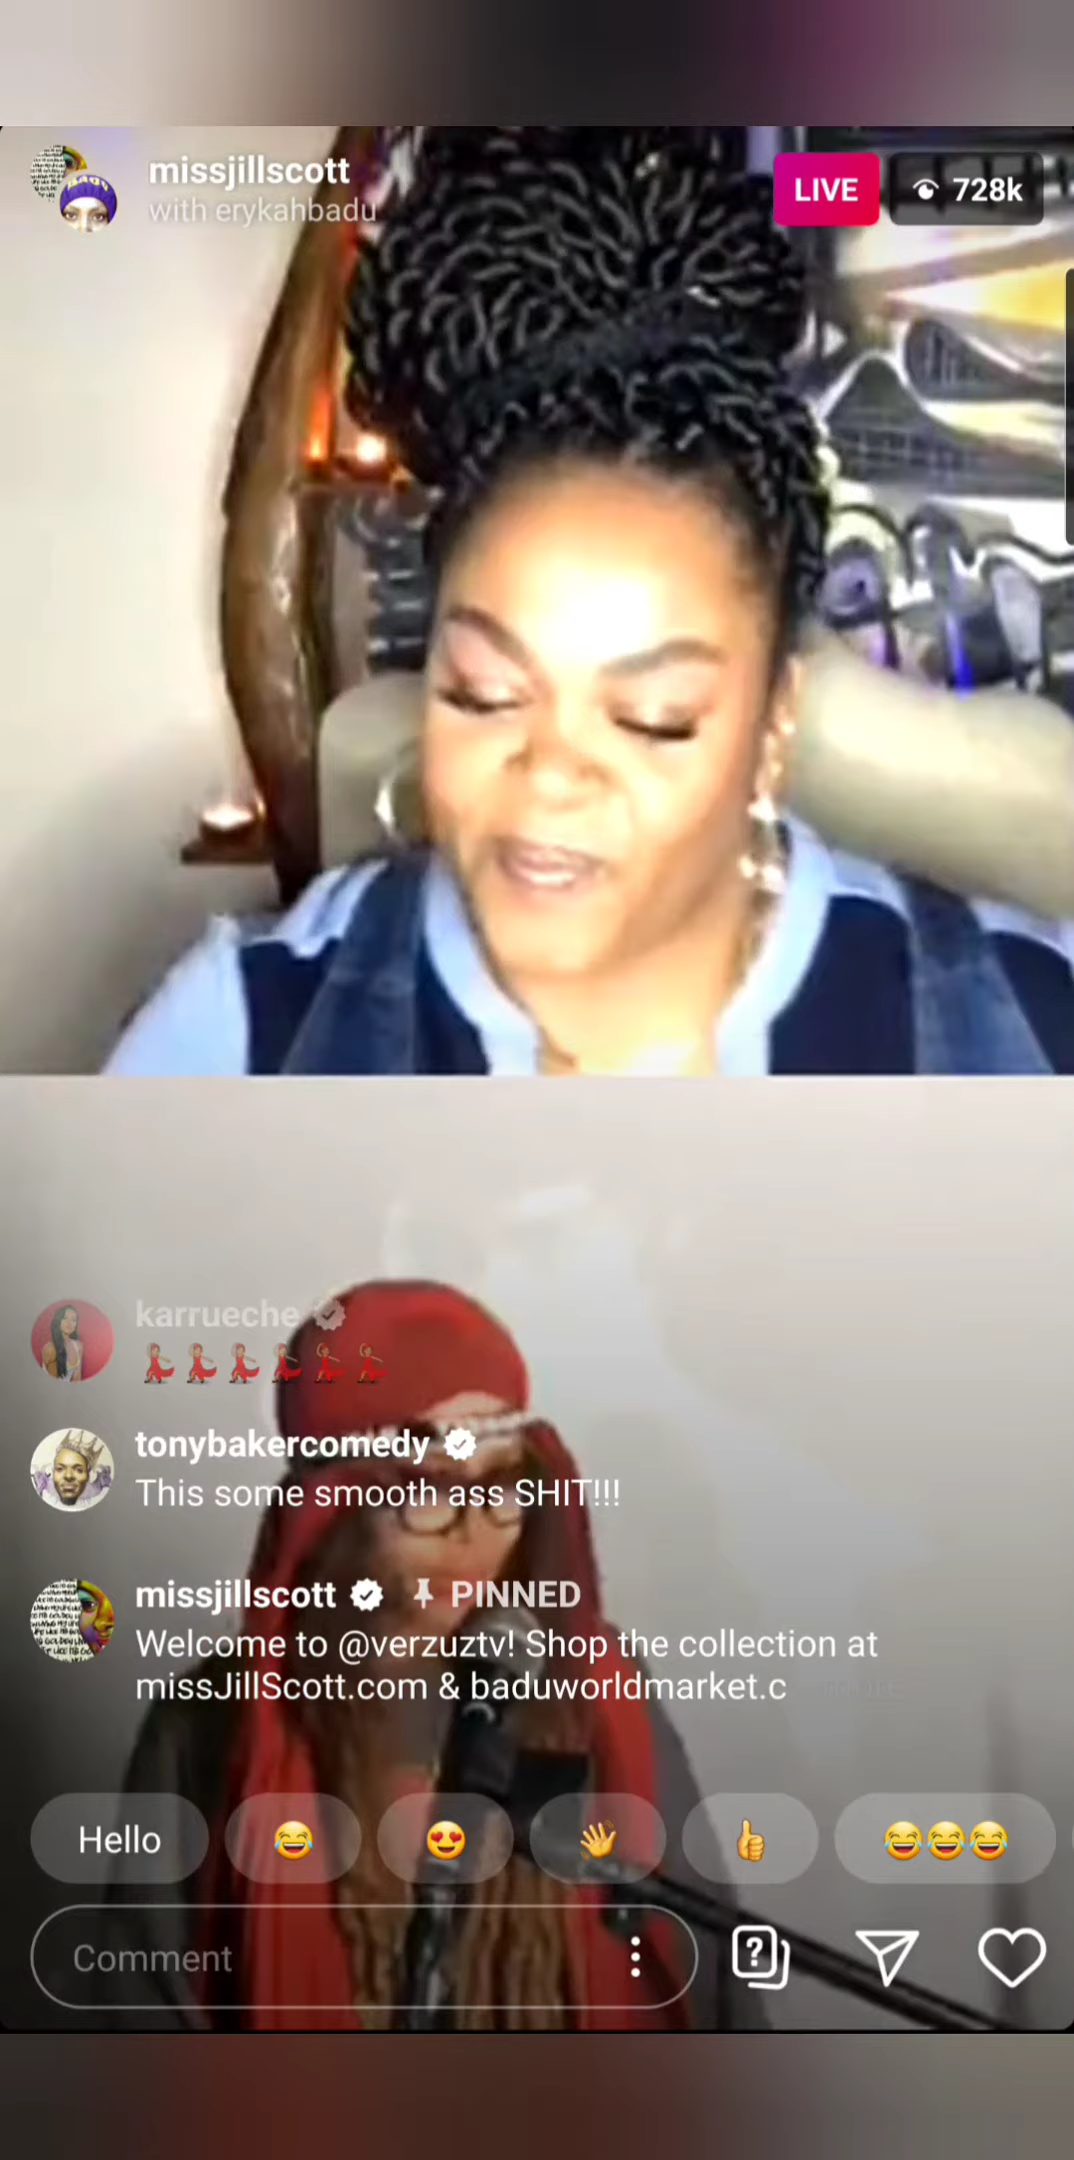 missjillscott
with erykahbadu
LIVE
728k
karrueche
tonybakercomedy
This some smooth ass SHIT!!!
missjillscott PINNED
Welcome to @verzuztv! Shop the collection at
missJillScott.com & baduworldmarket.c
Hello
Comment